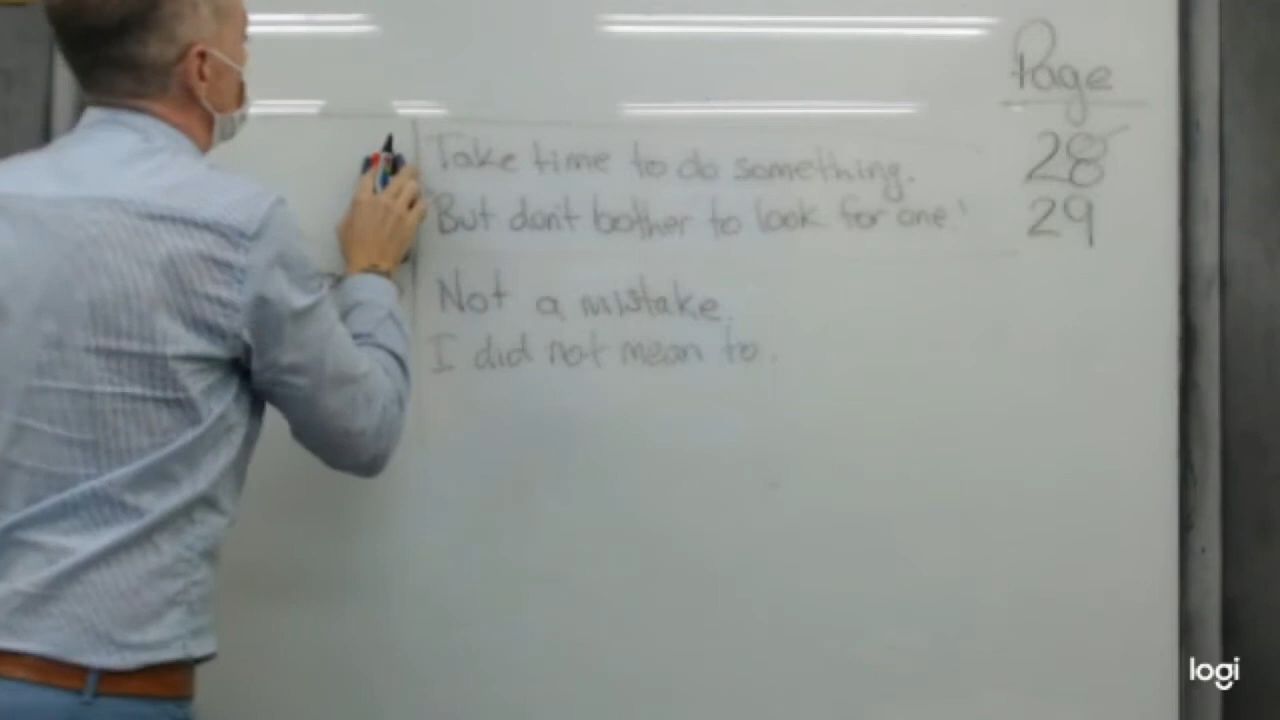 Page
Take time to do something. 28
But don't bother to look for one! 29
Not a mistake.
I did not mean to.
logi